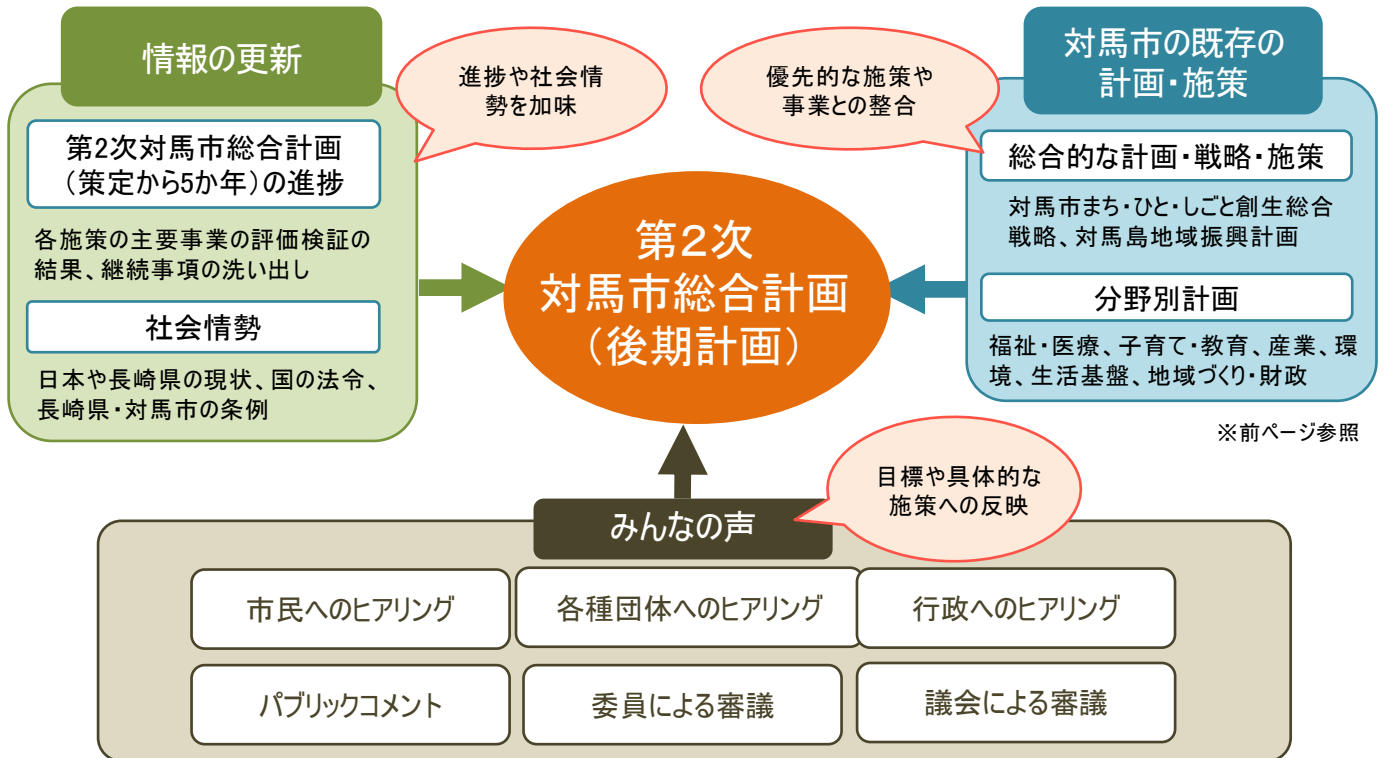 情報の更新
進捗や社会情
勢を加味
第2次対馬市総合計画
（策定から5か年）の進捗
各施策の主要事業の評価検証の
結果、継続事項の洗い出し
社会情勢
日本や長崎県の現状、国の法令、
長崎県・対馬市の条例
優先的な施策や
事業との整合
対馬市の既存の
計画・施策
総合的な計画・戦略・施策
対馬市まち・ひと・しごと創生総合
戦略、対馬島地域振興計画
分野別計画
福祉・医療、子育て・教育、産業、環
境、生活基盤、地域づくり・財政
※前ページ参照
第２次
対馬市総合計画
（後期計画）
目標や具体的な
施策への反映
みんなの声
市民へのヒアリング
各種団体へのヒアリング
行政へのヒアリング
パブリックコメント
委員による審議
議会による審議